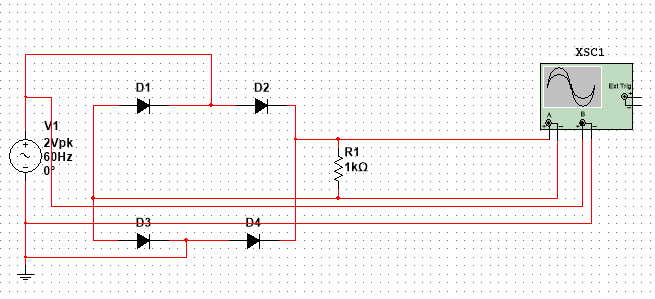 XSC1
Ext Trig
A
B
D1
D2
V1
2Vpk
60Hz
0°
R1
1kΩ
D3
D4